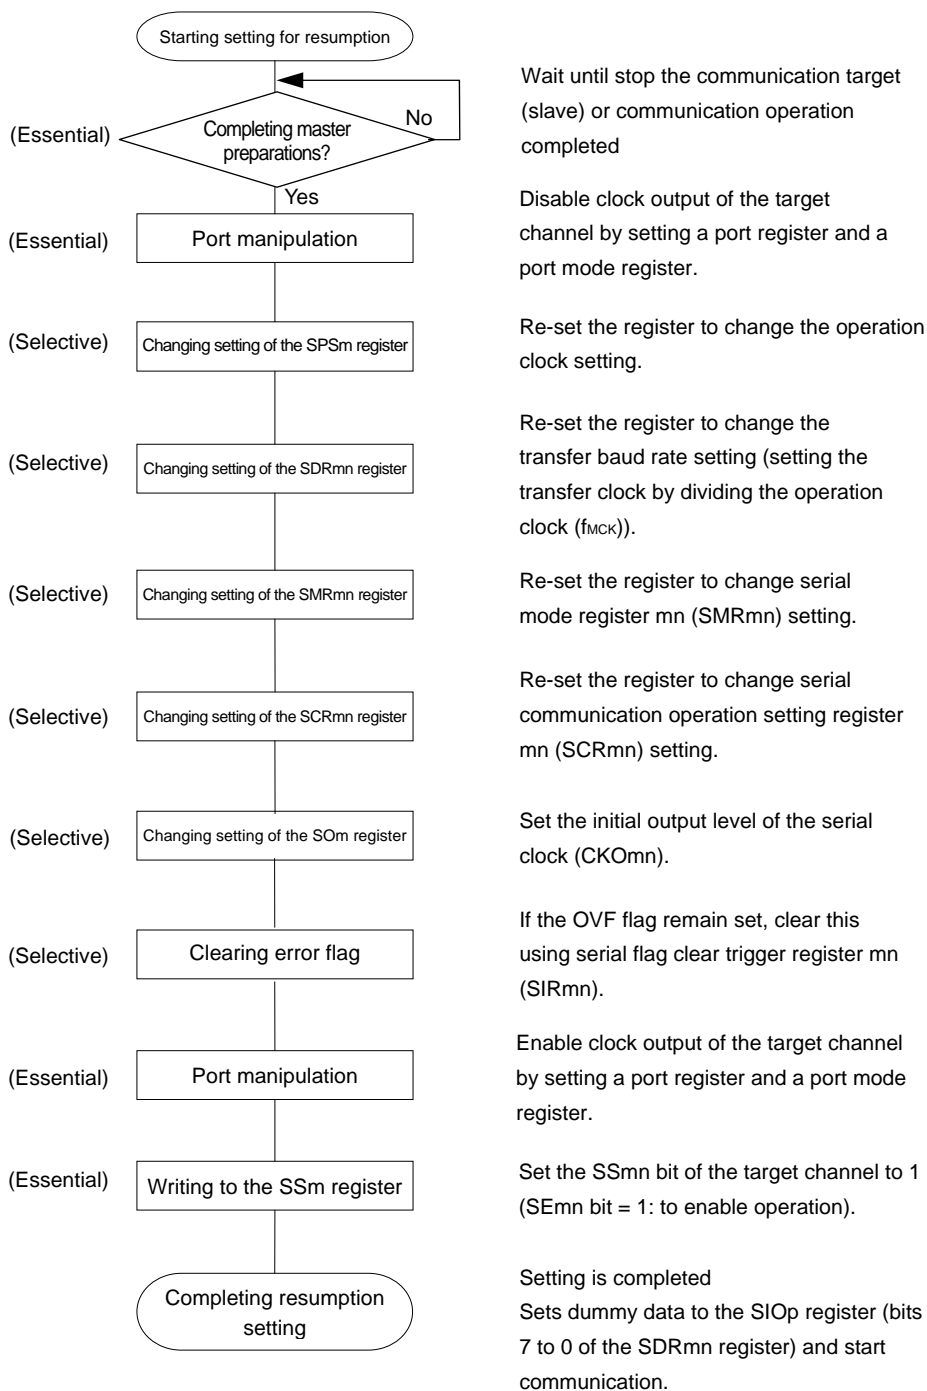 Starting setting for resumption
Wait until stop the communication target
(slave) or communication operation
completed
(Essential)
Completing master
preparations?
No
Yes
(Essential)
Port manipulation
Disable clock output of the target
channel by setting a port register and a
port mode register.
(Selective)
Changing setting of the SPSm register
Re-set the register to change the operation
clock setting.
(Selective)
Changing setting of the SDRmn register
Re-set the register to change the
transfer baud rate setting (setting the
transfer clock by dividing the operation
clock (fMCK)).
(Selective)
Changing setting of the SMRmn register
Re-set the register to change serial
mode register mn (SMRmn) setting.
(Selective)
Changing setting of the SCRmn register
Re-set the register to change serial
communication operation setting register
mn (SCRmn) setting.
(Selective)
Changing setting of the SOm register
Set the initial output level of the serial
clock (CKOmn).
(Selective)
Clearing error flag
If the OVF flag remain set, clear this
using serial flag clear trigger register mn
(SIRmn).
(Essential)
Port manipulation
Enable clock output of the target channel
by setting a port register and a port mode
register.
(Essential)
Writing to the SSm register
Set the SSmn bit of the target channel to 1
(SEmn bit = 1: to enable operation).
Completing resumption
setting
Setting is completed
Sets dummy data to the SIOp register (bits
7 to 0 of the SDRmn register) and start
communication.